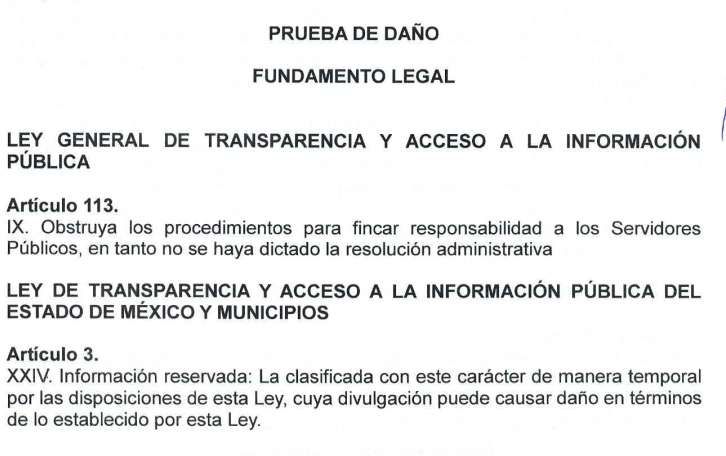 PRUEBA DE DAÑO
FUNDAMENTO LEGAL
LEY GENERAL DE TRANSPARENCIA Y ACCESO A LA INFORMACIÓN
PÚBLICA
Artículo 113.
IX. Obstruya los procedimientos para fincar responsabilidad a los Servidores
Públicos, en tanto no se haya dictado la resolución administrativa
LEY DE TRANSPARENCIA Y ACCESO A LA INFORMACIÓN PÚBLICA DEL
ESTADO DE MÉXICO Y MUNICIPIOS
Artículo 3.
XXIV. Información reservada: La clasificada con este carácter de manera temporal
por las disposiciones de esta Ley, cuya divulgación puede causar daño en términos
de lo establecido por esta Ley.